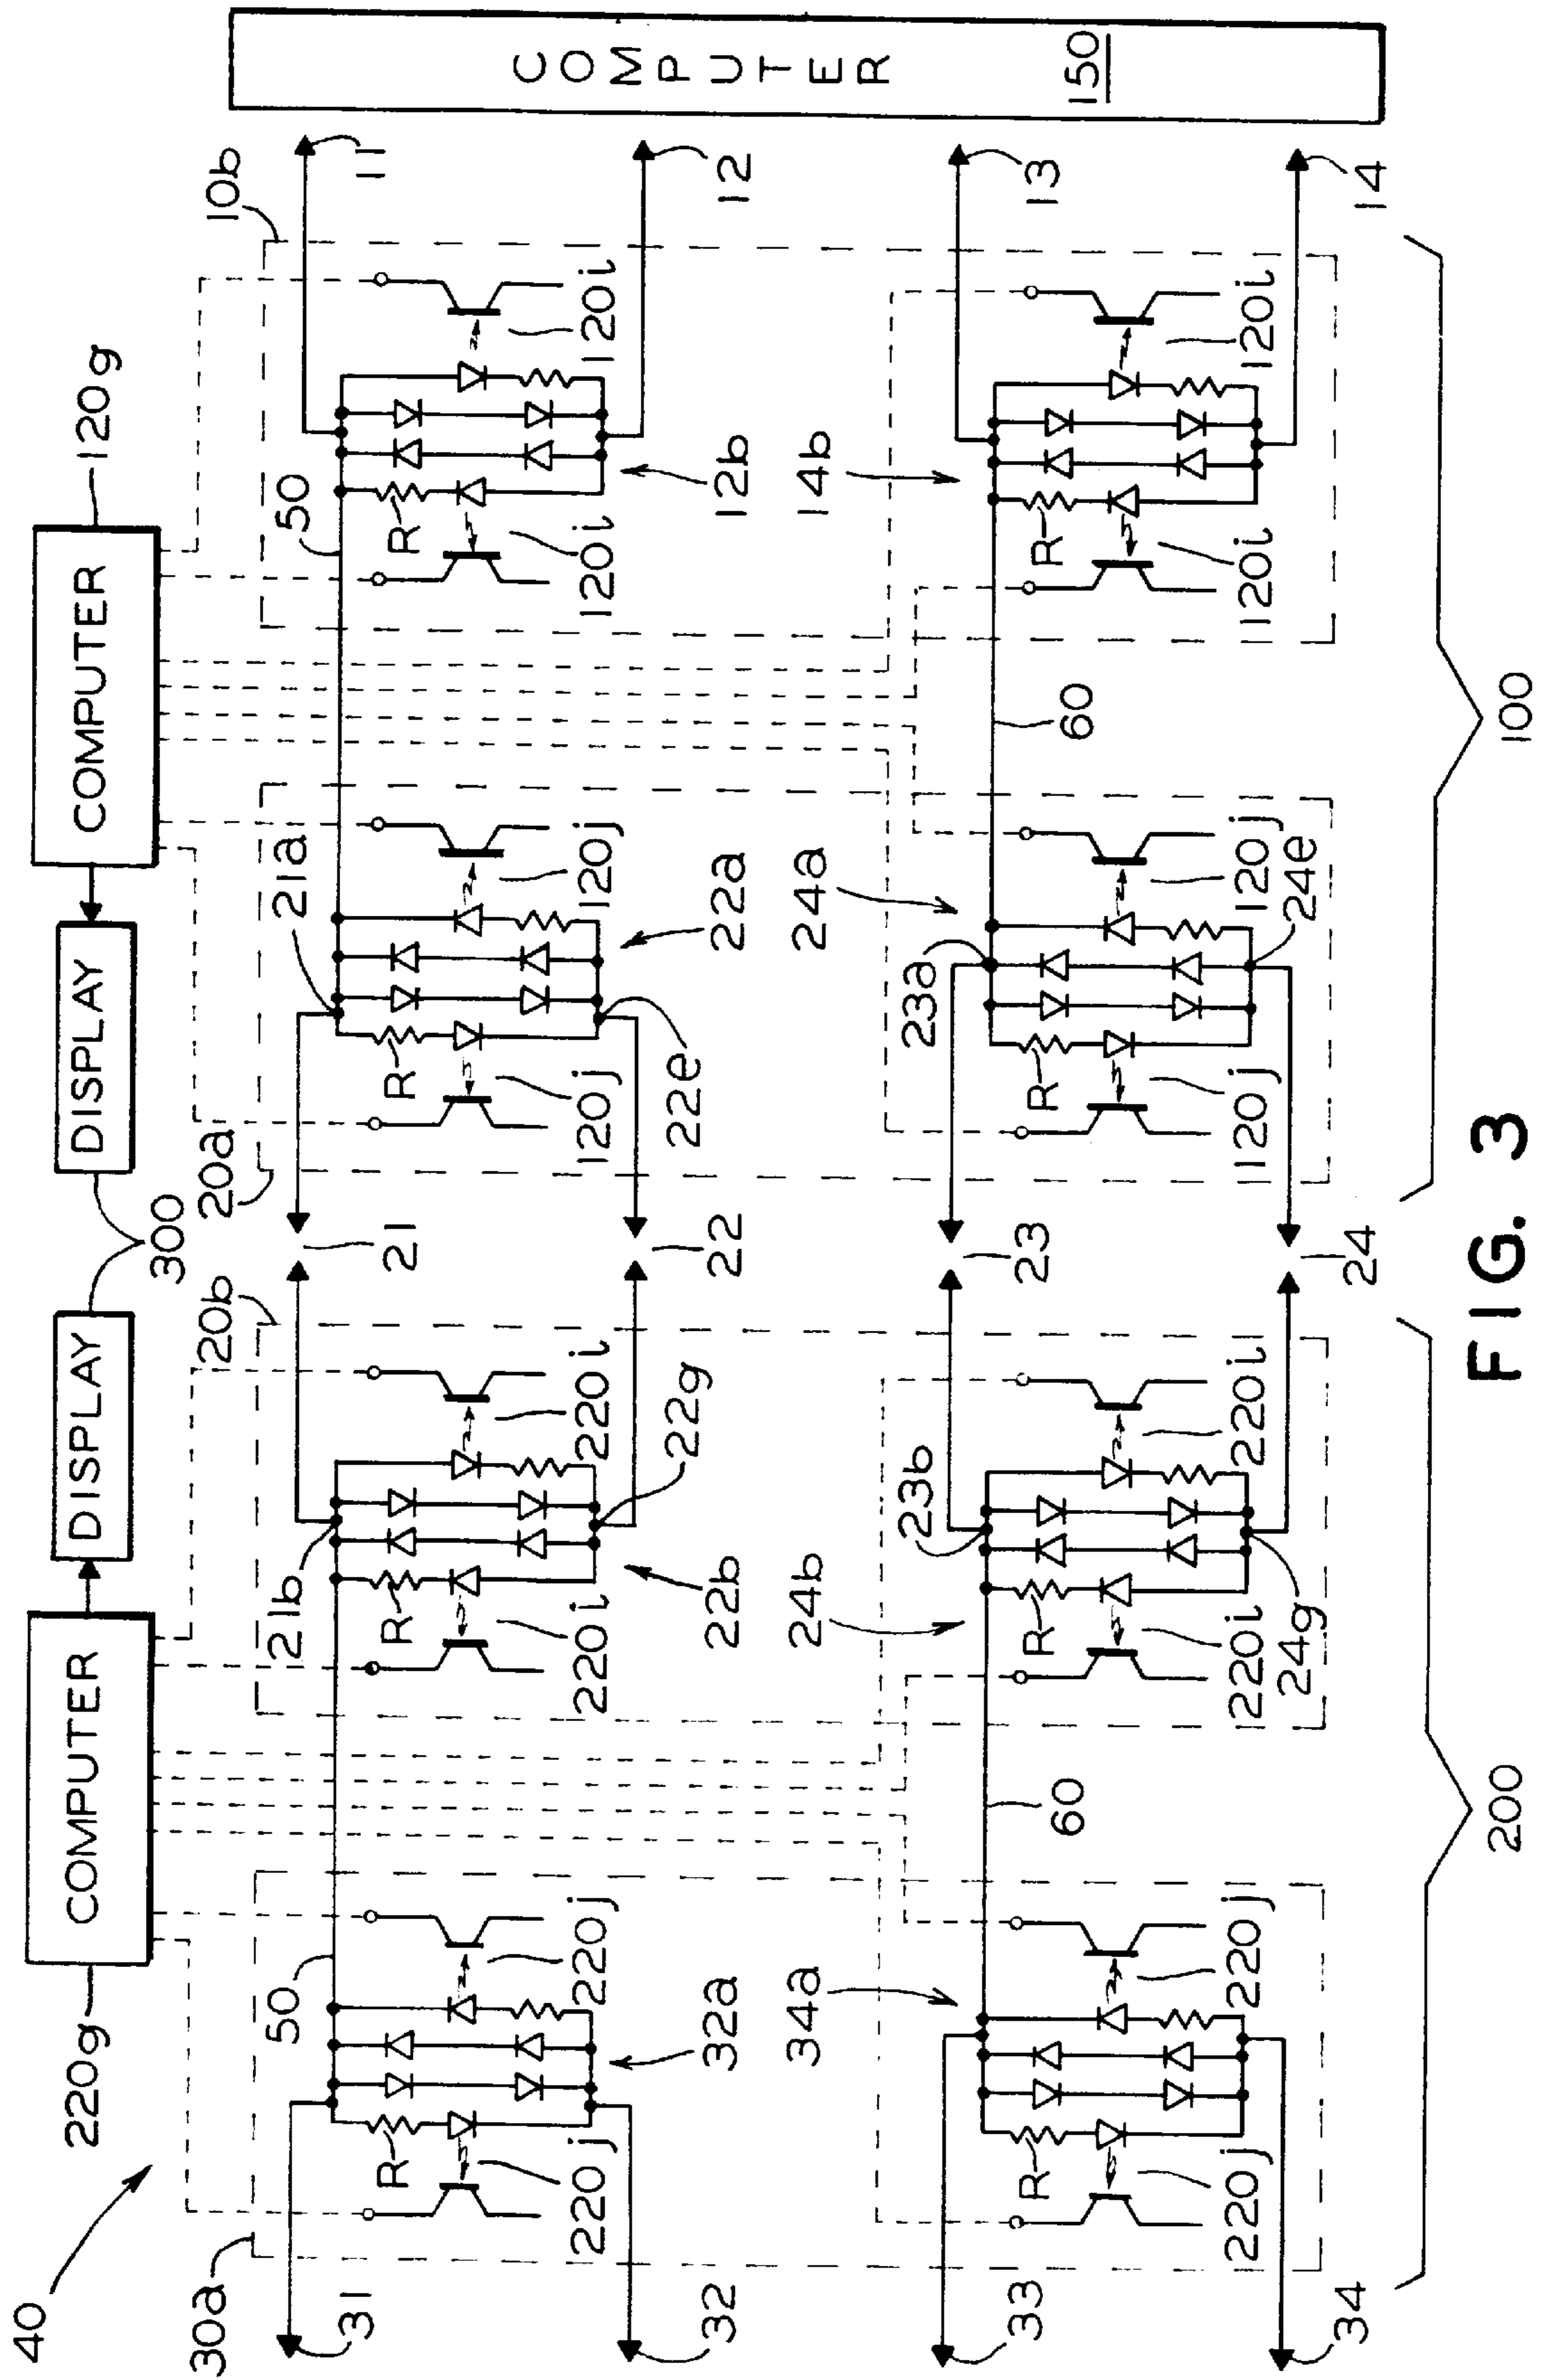 40
220g
COMPUTER
DISPLAY
300
DISPLAY
COMPUTER
120g
30a
20b
20a
10b
31
50
21b
21
21a
50
11
R
R
R
R
220j
220j
220i
220i
120j
120j
120i
120i
32
32a
22b
22g
22
22e
22a
12b
12
34a
24b
24a
14b
33
60
23b
23
23a
60
13
R
R
R
R
220j
220j
220i
220i
120j
120j
120i
120i
34
24g
24
24e
14
COMPUTER
150
200
100
FIG. 3